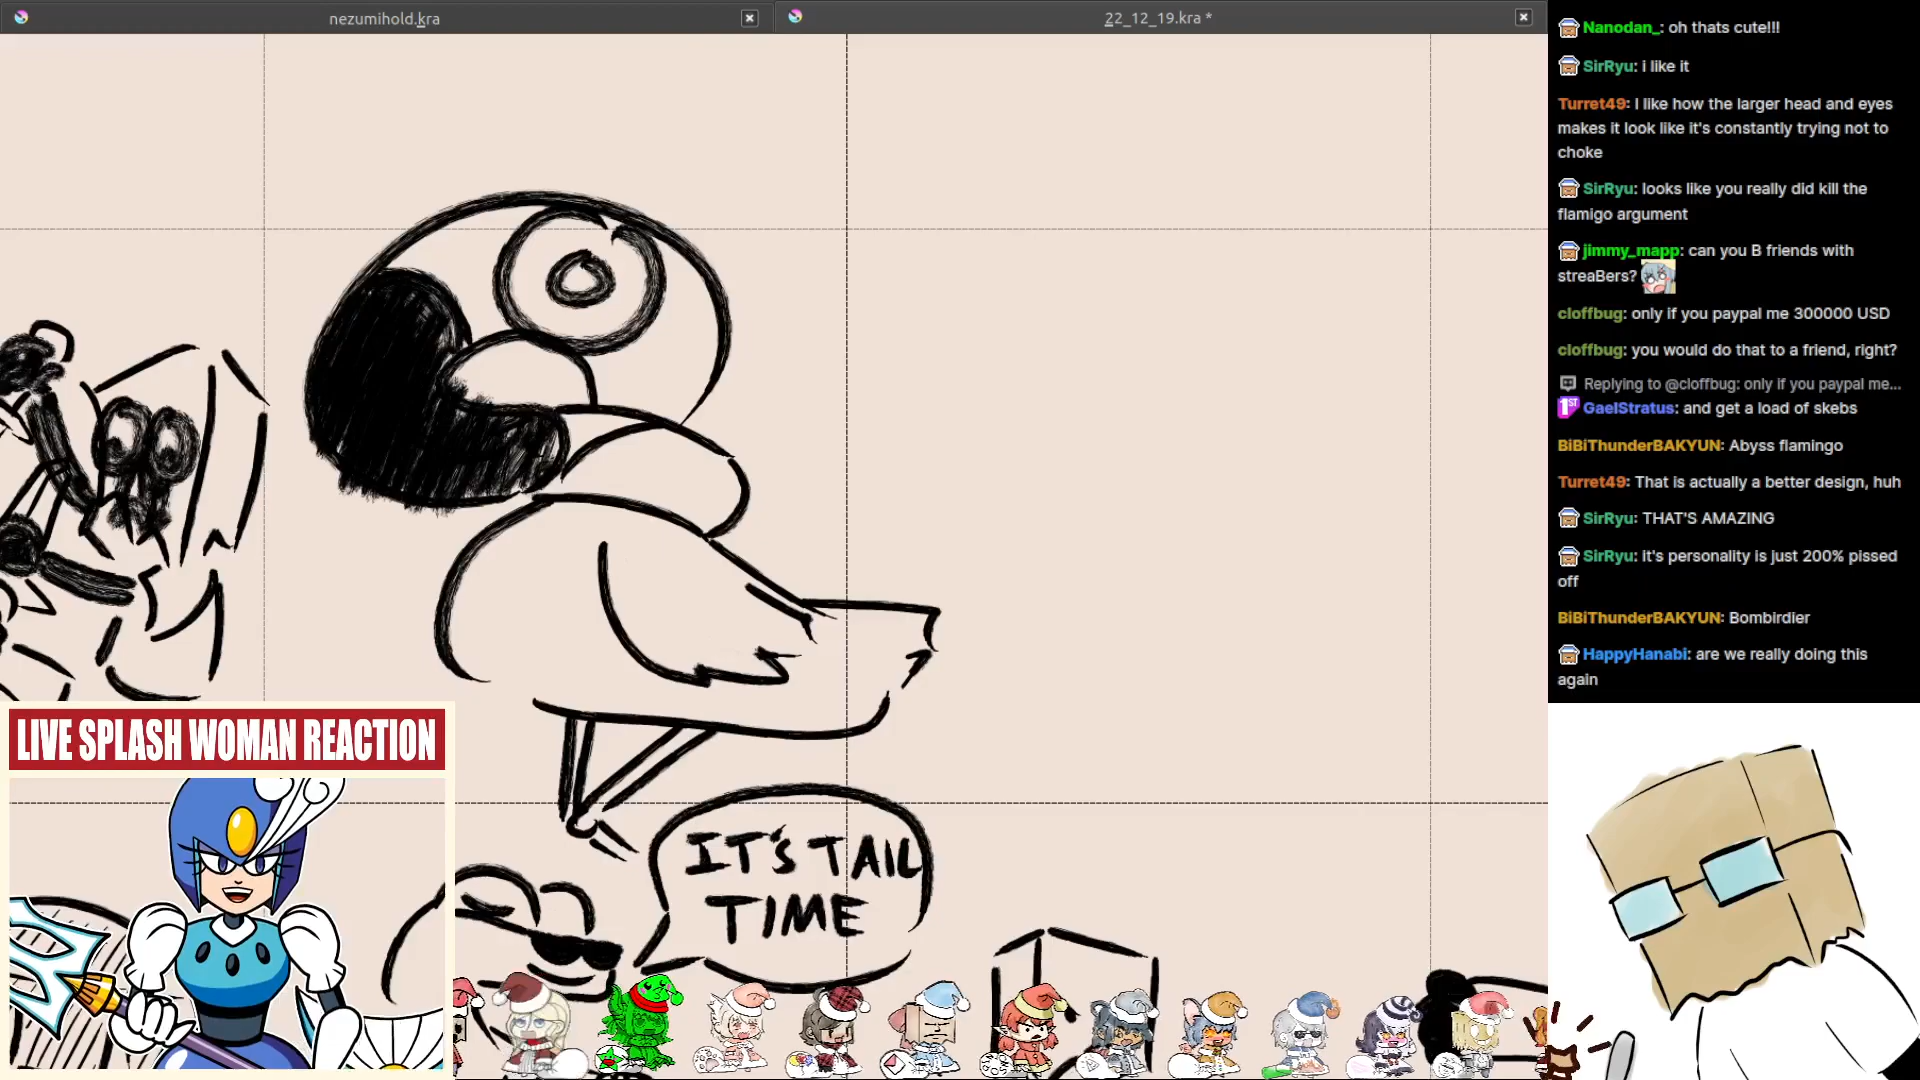 nezumihold.kra
22_12_19.kra *
Nanodan_: oh thats cute!!!
SirRyu: i like it
Turret49: I like how the larger head and eyes
makes it look like it's constantly trying not to
choke
SirRyu: looks like you really did kill the
flamigo argument
jimmy_mapp: can you B friends with
streaBers?
cloffbug: only if you paypal me 300000 USD
cloffbug: you would do that to a friend, right?
Replying to @cloffbug: only if you paypal me...
1ST GaelStratus: and get a load of skebs
BiBiThunderBAKYUN: Abyss flamingo
Turret49: That is actually a better design, huh
SirRyu: THAT'S AMAZING
SirRyu: it's personality is just 200% pissed
off
BiBiThunderBAKYUN: Bombirdier
HappyHanabi: are we really doing this
again
LIVE SPLASH WOMAN REACTION
IT'S TAIL
TIME